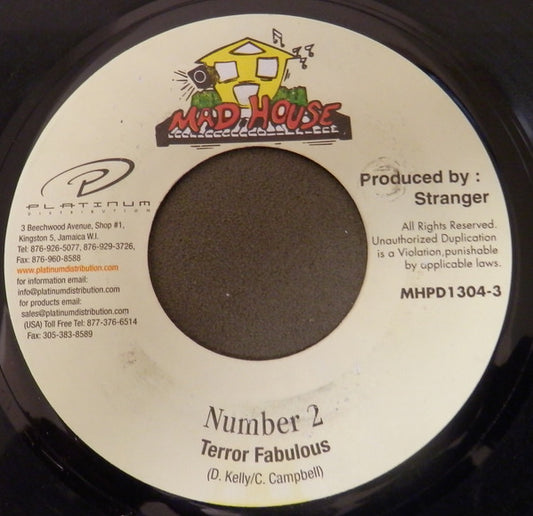 MAD HOUSE
PLATINUM
DISTRIBUTION
3 Beechwood Avenue, Shop #1,
Kingston 5, Jamaica W.I.
Tel: 876-926-5077, 876-929-3726,
Fax: 876-960-8588
www.platinumdistribution.com
for information email:
info@platinumdistribution.com
for products email:
sales@platinumdistribution.com
(USA) Toll Free Tel: 877-376-6514
Fax: 305-383-8589
Produced by :
Stranger
All Rights Reserved.
Unauthorized Duplication
is a Violation,punishable
by applicable laws.
MHPD1304-3
Number 2
Terror Fabulous
(D. Kelly/C. Campbell)